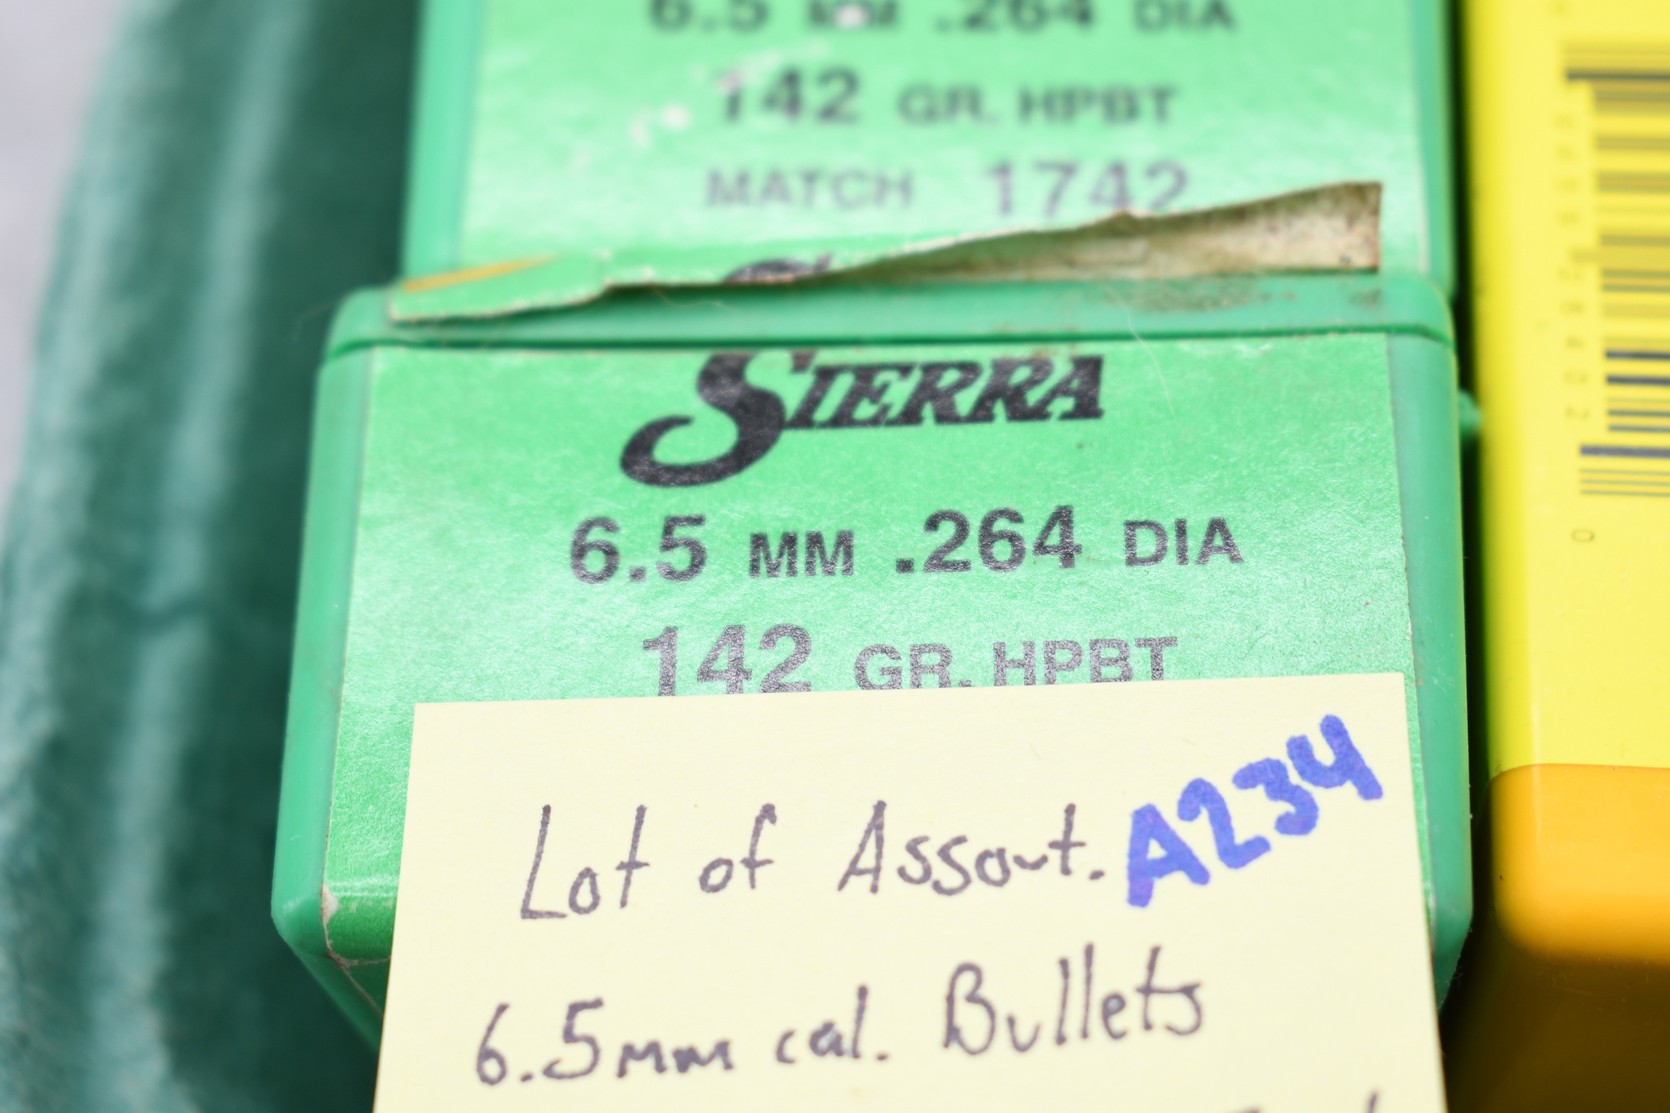 6.5 MM .264 DIA
142 GR. HPBT
MATCH 1742
SIERRA
6.5 MM .264 DIA
142 GR. HPBT
A234
Lot of Assort.
6.5mm cal. Bullets